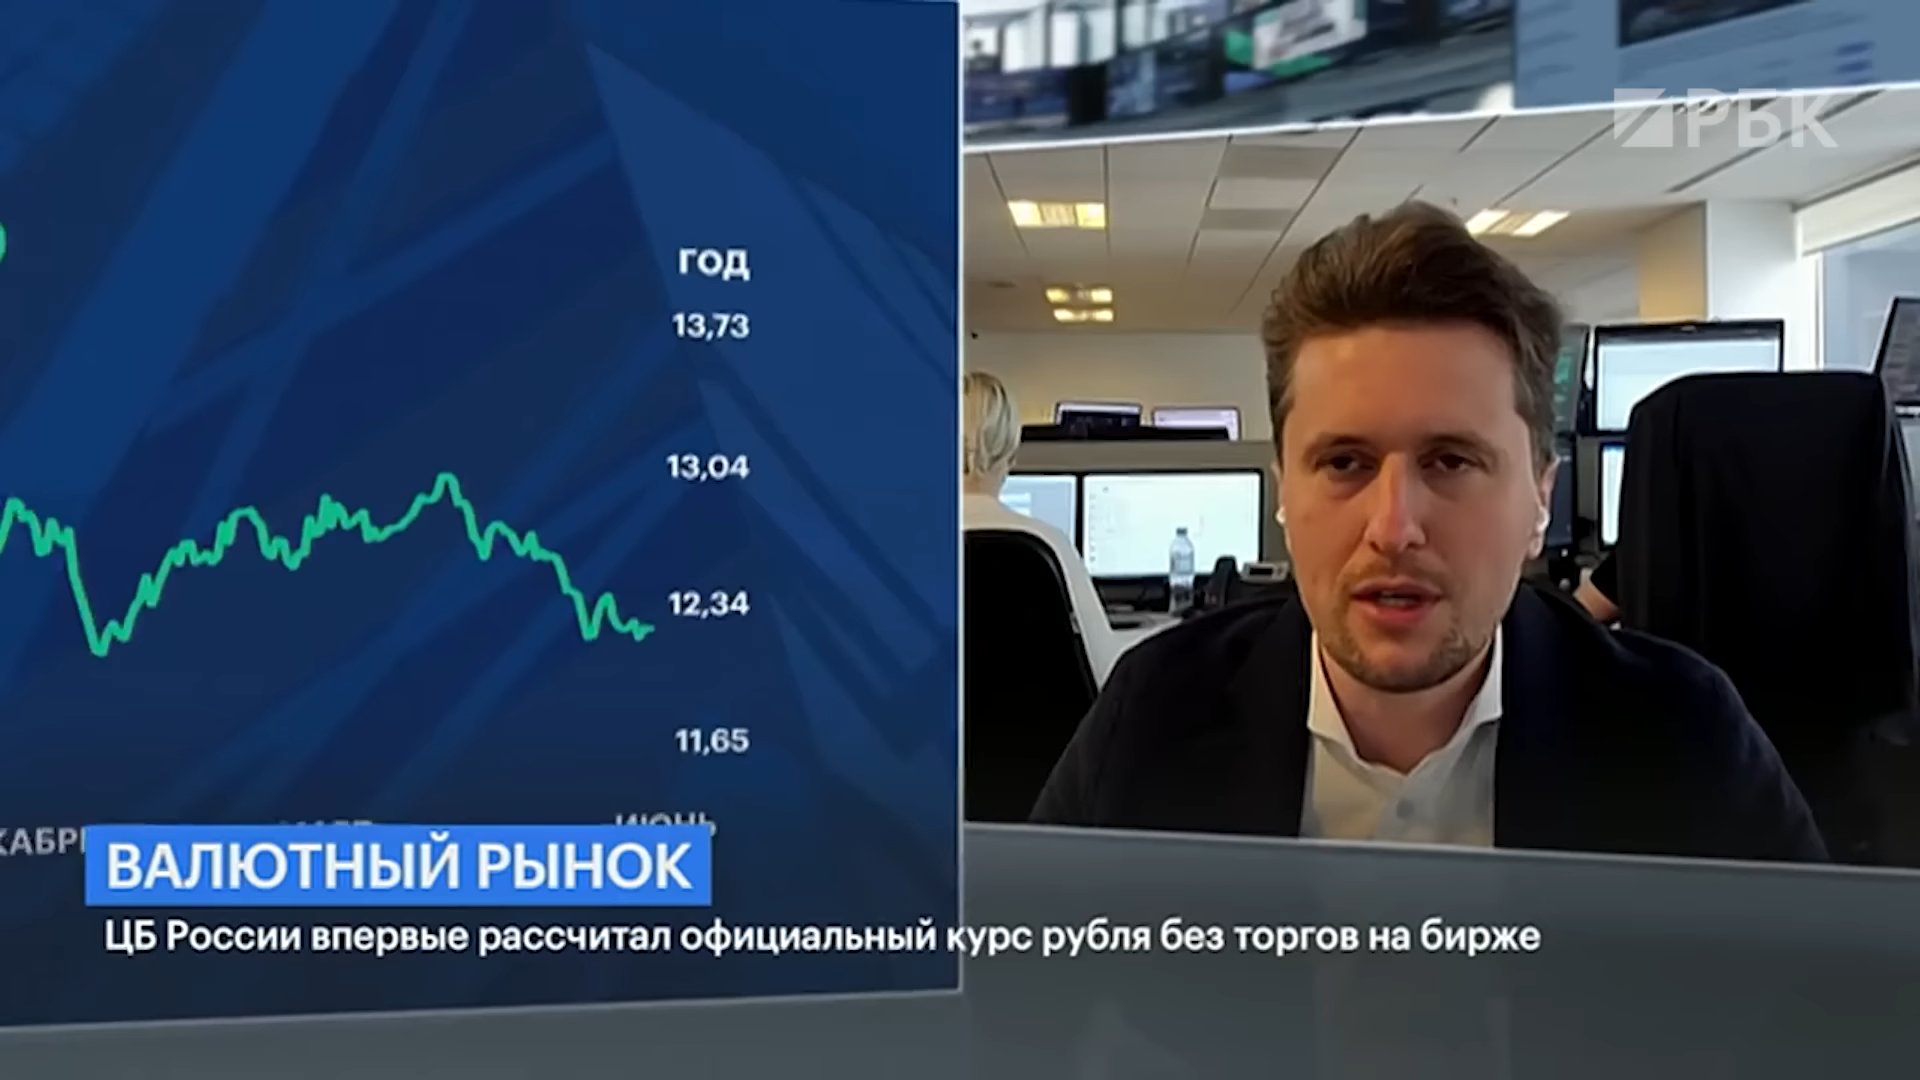 РБК
ГОД
13,73
13,04
12,34
11,65
ИЮНЬ
ВАЛЮТНЫЙ РЫНОК
ЦБ России впервые рассчитал официальный курс рубля без торгов на бирже